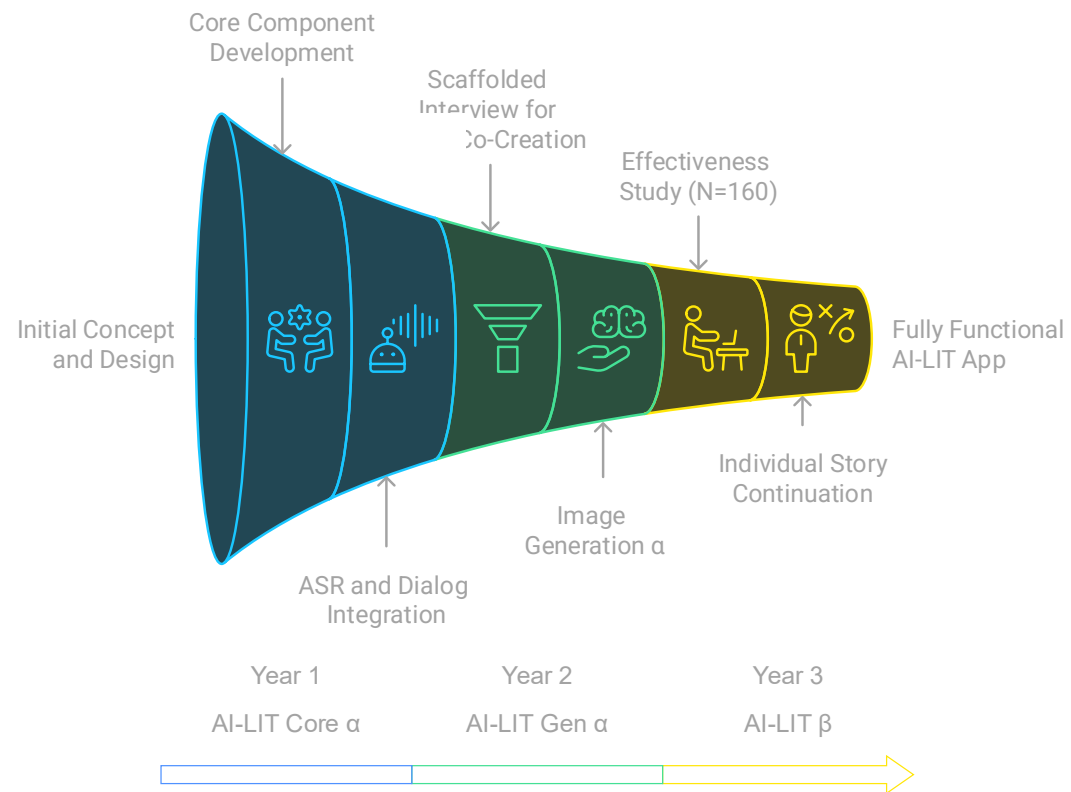 Core Component
Development
Scaffolded
Interview for
Co-Creation
Effectiveness
Study (N=160)
Initial Concept
and Design
Fully Functional
AI-LIT App
Individual Story
Continuation
Image
Generation α
ASR and Dialog
Integration
Year 1
Year 2
Year 3
AI-LIT Core α
AI-LIT Gen α
AI-LIT β